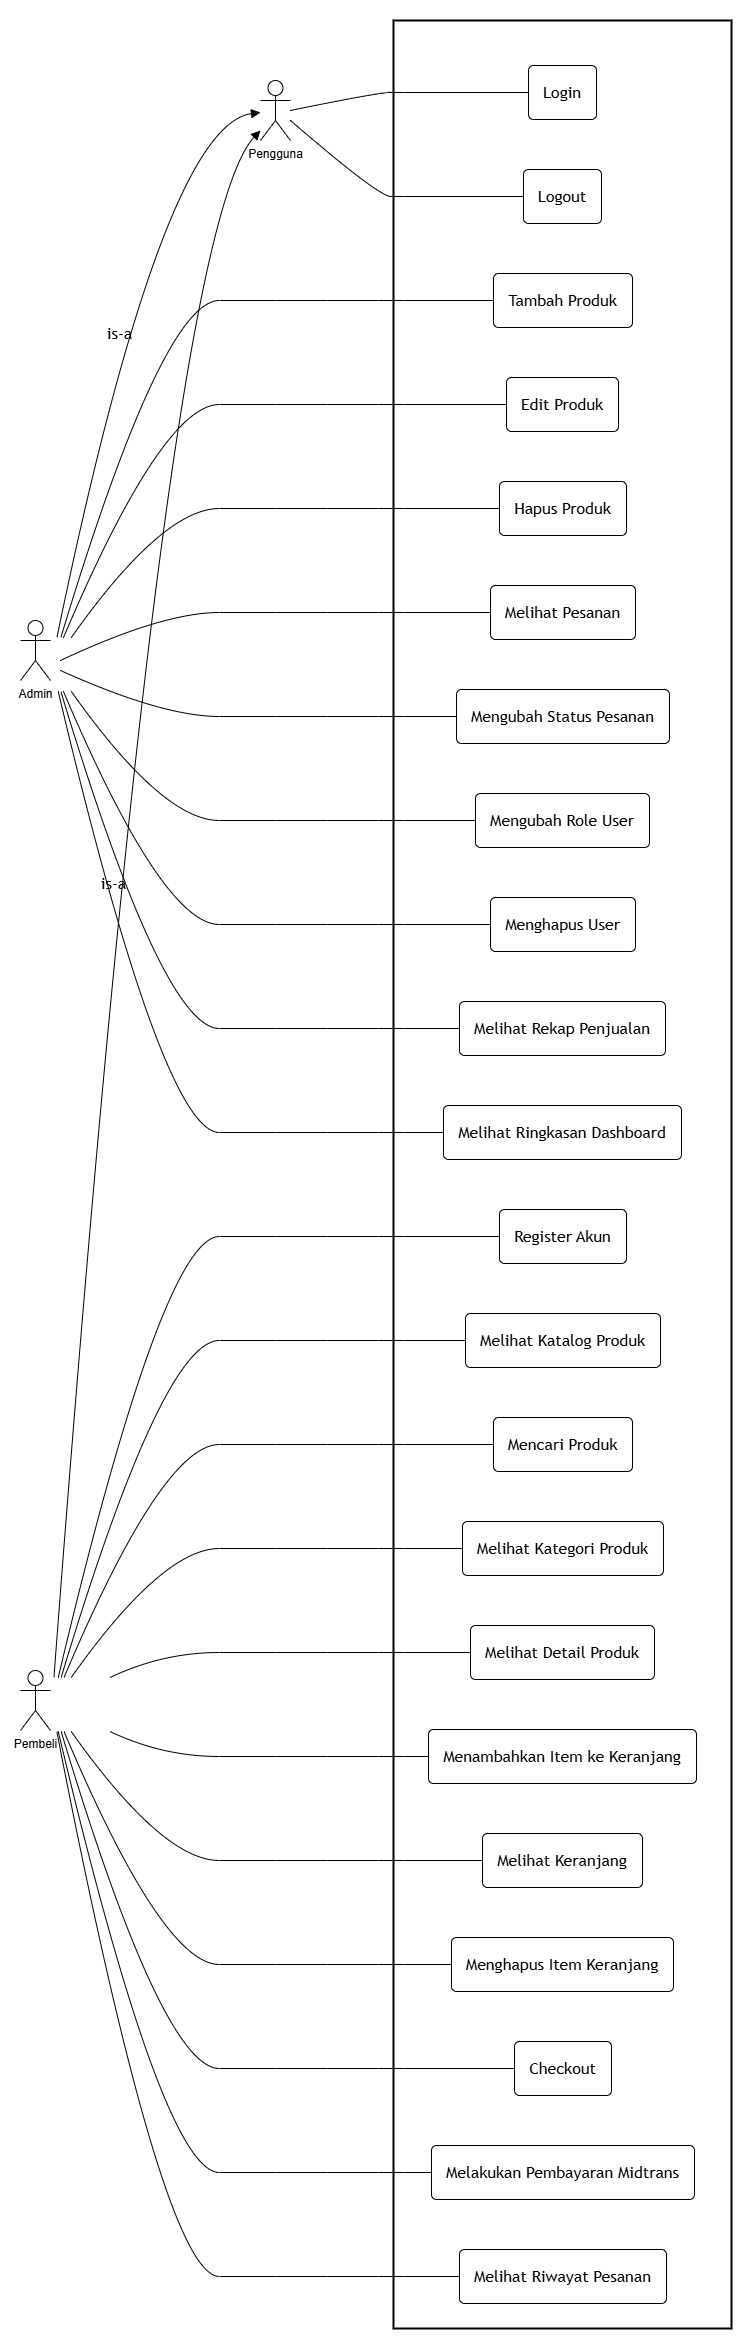 Login
Pengguna
Logout
Tambah Produk
is-a
Edit Produk
Hapus Produk
Melihat Pesanan
Admin
Mengubah Status Pesanan
Mengubah Role User
is-a
Menghapus User
Melihat Rekap Penjualan
Melihat Ringkasan Dashboard
Register Akun
Melihat Katalog Produk
Mencari Produk
Melihat Kategori Produk
Melihat Detail Produk
Pembeli
Menambahkan Item ke Keranjang
Melihat Keranjang
Menghapus Item Keranjang
Checkout
Melakukan Pembayaran Midtrans
Melihat Riwayat Pesanan